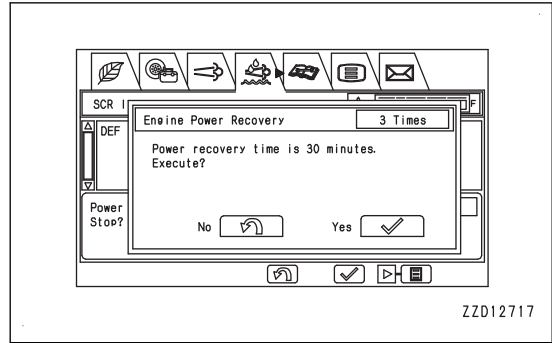 SCR I
F
Engine Power Recovery
3 Times
DEF
Power recovery time is 30 minutes.
Execute?
Power
Stop?
No
Yes
ZZD12717